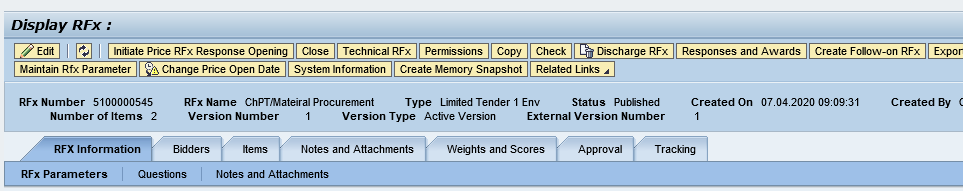 Display RFx :
Edit Initiate Price RFx Response Opening Close Technical RFx Permissions Copy Check Discharge RFx Responses and Awards Create Follow-on RFx Export
Maintain Rfx Parameter Change Price Open Date System Information Create Memory Snapshot Related Links
RFx Number 5100000545 RFx Name ChPT/Mateiral Procurement Type Limited Tender 1 Env Status Published Created On 07.04.2020 09:09:31 Created By
Number of Items 2 Version Number 1 Version Type Active Version External Version Number 1
RFX Information Bidders Items Notes and Attachments Weights and Scores Approval Tracking
RFx Parameters Questions Notes and Attachments